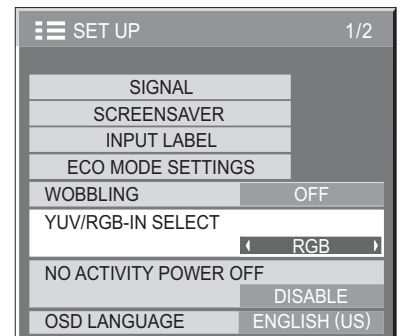 SET UP 1/2
SIGNAL
SCREENSAVER
INPUT LABEL
ECO MODE SETTINGS
WOBBLING OFF
YUV/RGB-IN SELECT
RGB
NO ACTIVITY POWER OFF
DISABLE
OSD LANGUAGE ENGLISH (US)